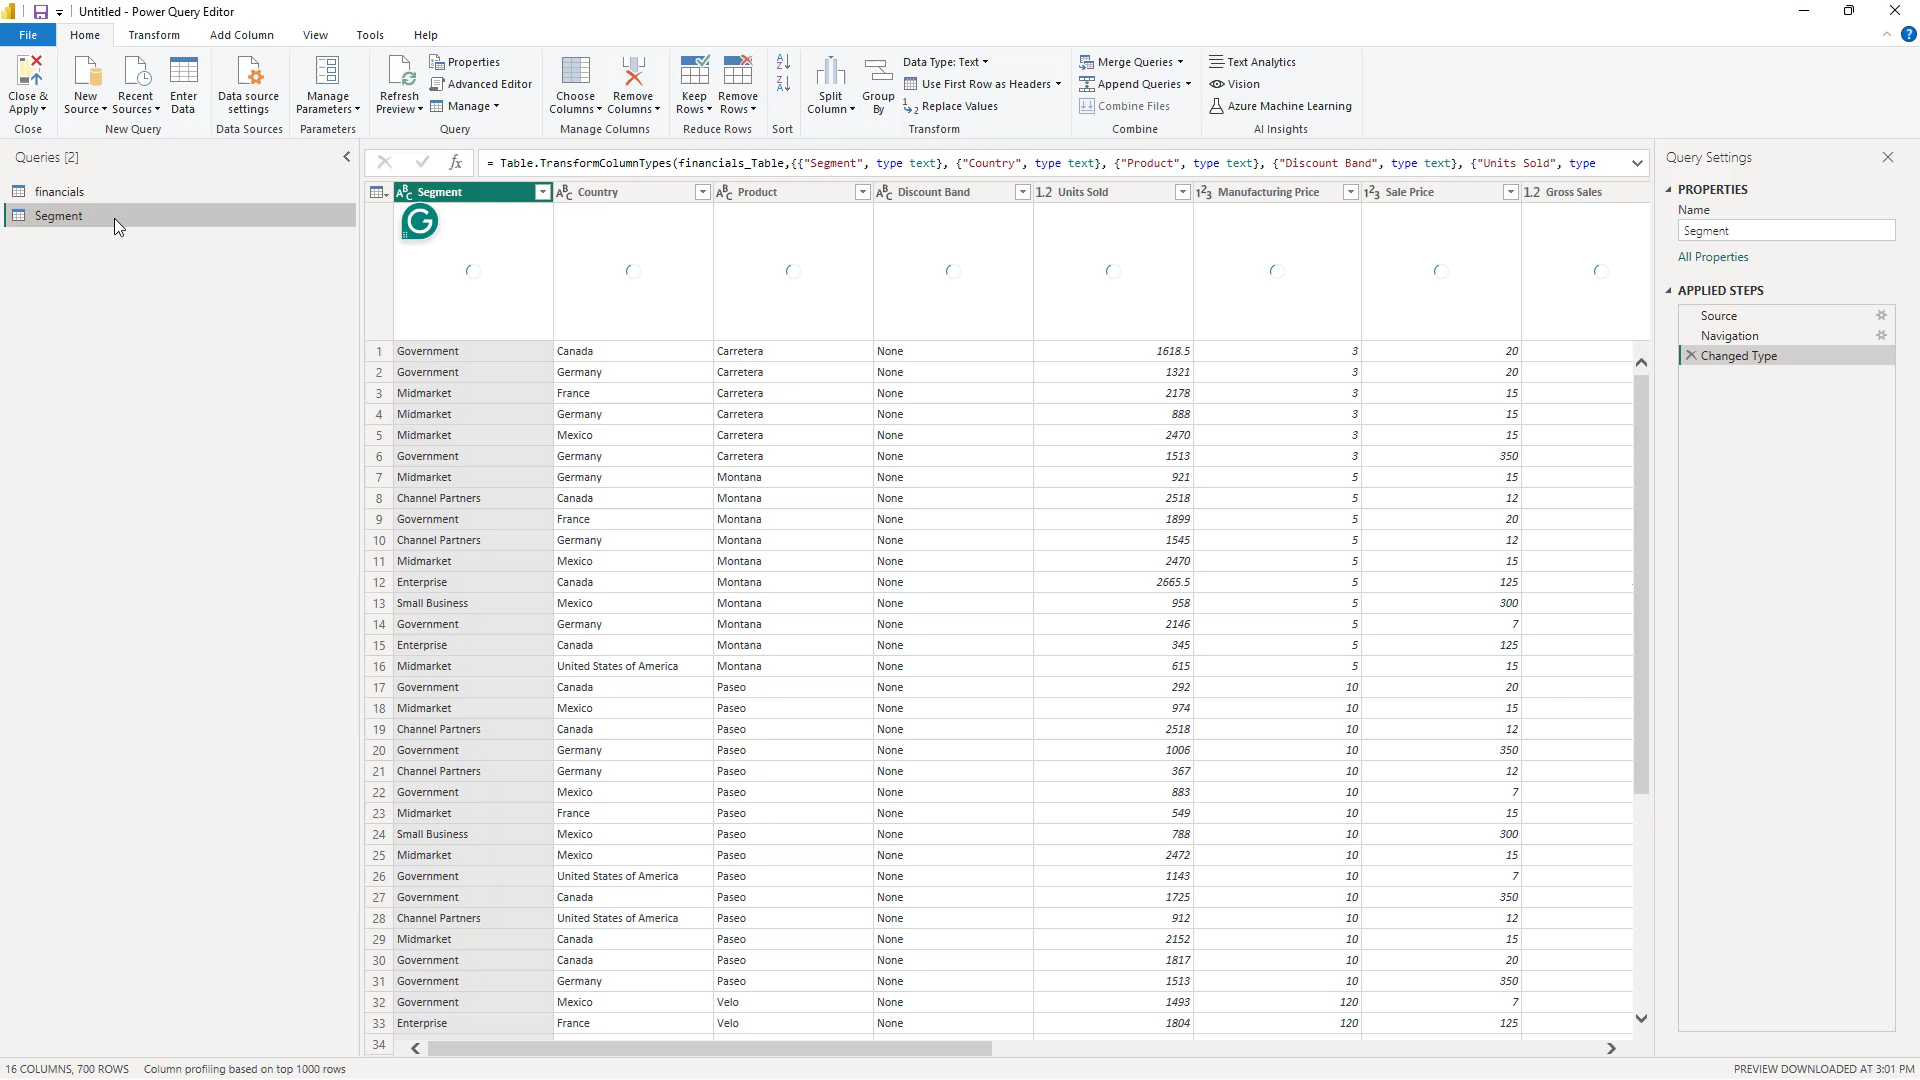 Untitled - Power Query Editor
File Home Transform Add Column View Tools Help
Close & Apply
New Source
Recent Sources
Enter Data
Data source settings
Manage Parameters
Refresh Preview
Properties
Advanced Editor
Manage
Choose Columns
Remove Columns
Keep Rows
Remove Rows
Split Column
Group By
Data Type: Text
Use First Row as Headers
Replace Values
Merge Queries
Append Queries
Combine Files
Text Analytics
Vision
Azure Machine Learning
Close New Query Data Sources Parameters Query Manage Columns Reduce Rows Sort Transform Combine AI Insights
Queries [2]
financials
Segment
= Table.TransformColumnTypes(financials_Table,{{"Segment", type text}, {"Country", type text}, {"Product", type text}, {"Discount Band", type text}, {"Units Sold", type
Segment Country Product Discount Band 1.2 Units Sold 123 Manufacturing Price 123 Sale Price 1.2 Gross Sales
1 Government Canada Carretera None 1618.5 3 20
2 Government Germany Carretera None 1321 3 20
3 Midmarket France Carretera None 2178 3 15
4 Midmarket Germany Carretera None 888 3 15
5 Midmarket Mexico Carretera None 2470 3 15
6 Government Germany Carretera None 1513 3 350
7 Midmarket Germany Montana None 921 5 15
8 Channel Partners Canada Montana None 2518 5 12
9 Government France Montana None 1899 5 20
10 Channel Partners Germany Montana None 1545 5 12
11 Midmarket Mexico Montana None 2470 5 15
12 Enterprise Canada Montana None 2665.5 5 125
13 Small Business Mexico Montana None 958 5 300
14 Government Germany Montana None 2146 5 7
15 Enterprise Canada Montana None 345 5 125
16 Midmarket United States of America Montana None 615 5 15
17 Government Canada Paseo None 292 10 20
18 Midmarket Mexico Paseo None 974 10 15
19 Channel Partners Canada Paseo None 2518 10 12
20 Government Germany Paseo None 1006 10 350
21 Channel Partners Germany Paseo None 367 10 12
22 Government Mexico Paseo None 883 10 7
23 Midmarket France Paseo None 549 10 15
24 Small Business Mexico Paseo None 788 10 300
25 Midmarket Mexico Paseo None 2472 10 15
26 Government United States of America Paseo None 1143 10 7
27 Government Canada Paseo None 1725 10 350
28 Channel Partners United States of America Paseo None 912 10 12
29 Midmarket Canada Paseo None 2152 10 15
30 Government Canada Paseo None 1817 10 20
31 Government Germany Paseo None 1513 10 350
32 Government Mexico Velo None 1493 120 7
33 Enterprise France Velo None 1804 120 125
34
Query Settings
PROPERTIES
Name
Segment
All Properties
APPLIED STEPS
Source
Navigation
Changed Type
16 COLUMNS, 700 ROWS Column profiling based on top 1000 rows
PREVIEW DOWNLOADED AT 3:01 PM